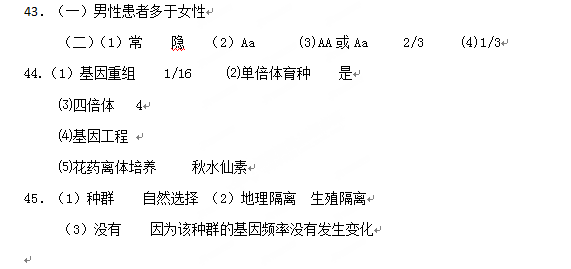 43. （一）男性患者多于女性
（二）（1）常 隐 （2）Aa （3）AA 或 Aa 2/3 （4）1/3
44.（1）基因重组 1/16 ⑵单倍体育种 是
⑶四倍体 4
⑷基因工程
⑸花药离体培养 秋水仙素
45.（1）种群 自然选择 （2）地理隔离 生殖隔离
（3）没有 因为该种群的基因频率没有发生变化